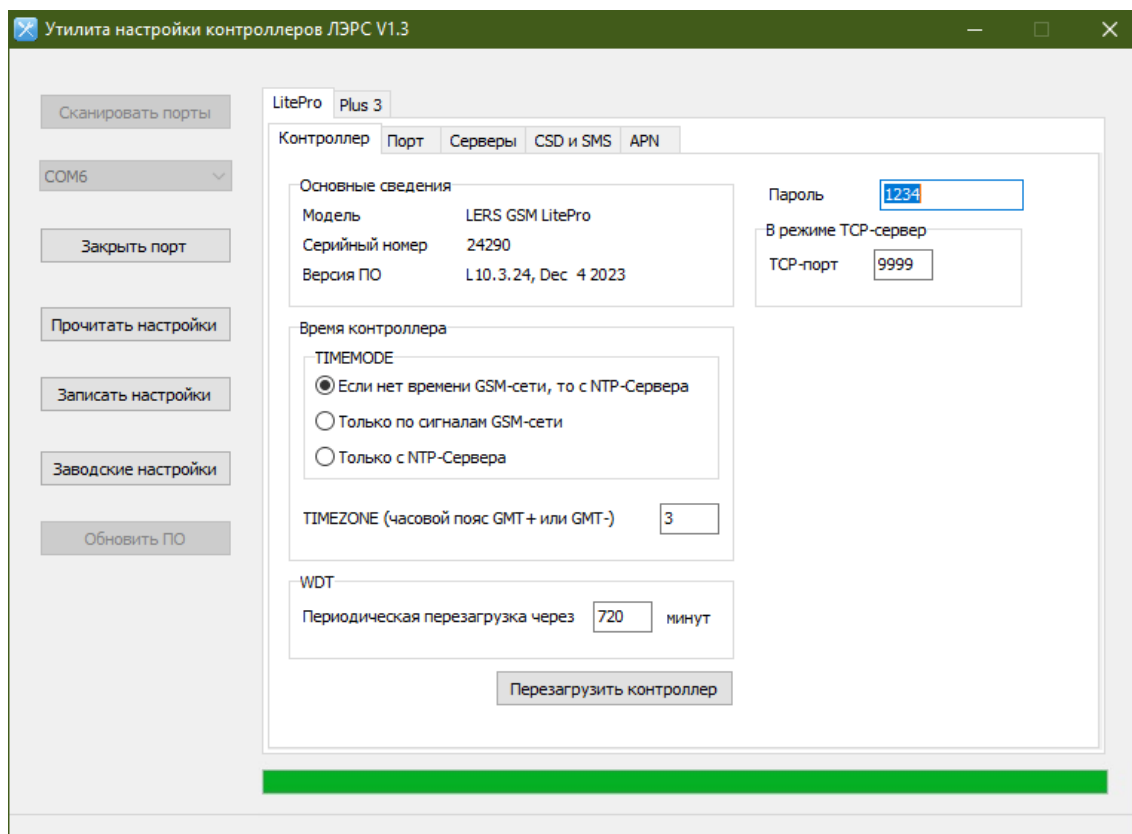 Утилита настройки контроллеров ЛЭРС V1.3
Сканировать порты
COM6
Закрыть порт
Прочитать настройки
Записать настройки
Заводские настройки
Обновить ПО
LitePro Plus 3
Контроллер Порт Серверы CSD и SMS APN
Основные сведения
Модель LERS GSM LitePro
Серийный номер 24290
Версия ПО L10.3.24, Dec 4 2023
Пароль 1234
В режиме TCP-сервер
TCP-порт 9999
Время контроллера
TIMEMODE
Если нет времени GSM-сети, то с NTP-Сервера
Только по сигналам GSM-сети
Только с NTP-Сервера
TIMEZONE (часовой пояс GMT+ или GMT-) 3
WDT
Периодическая перезагрузка через 720 минут
Перезагрузить контроллер